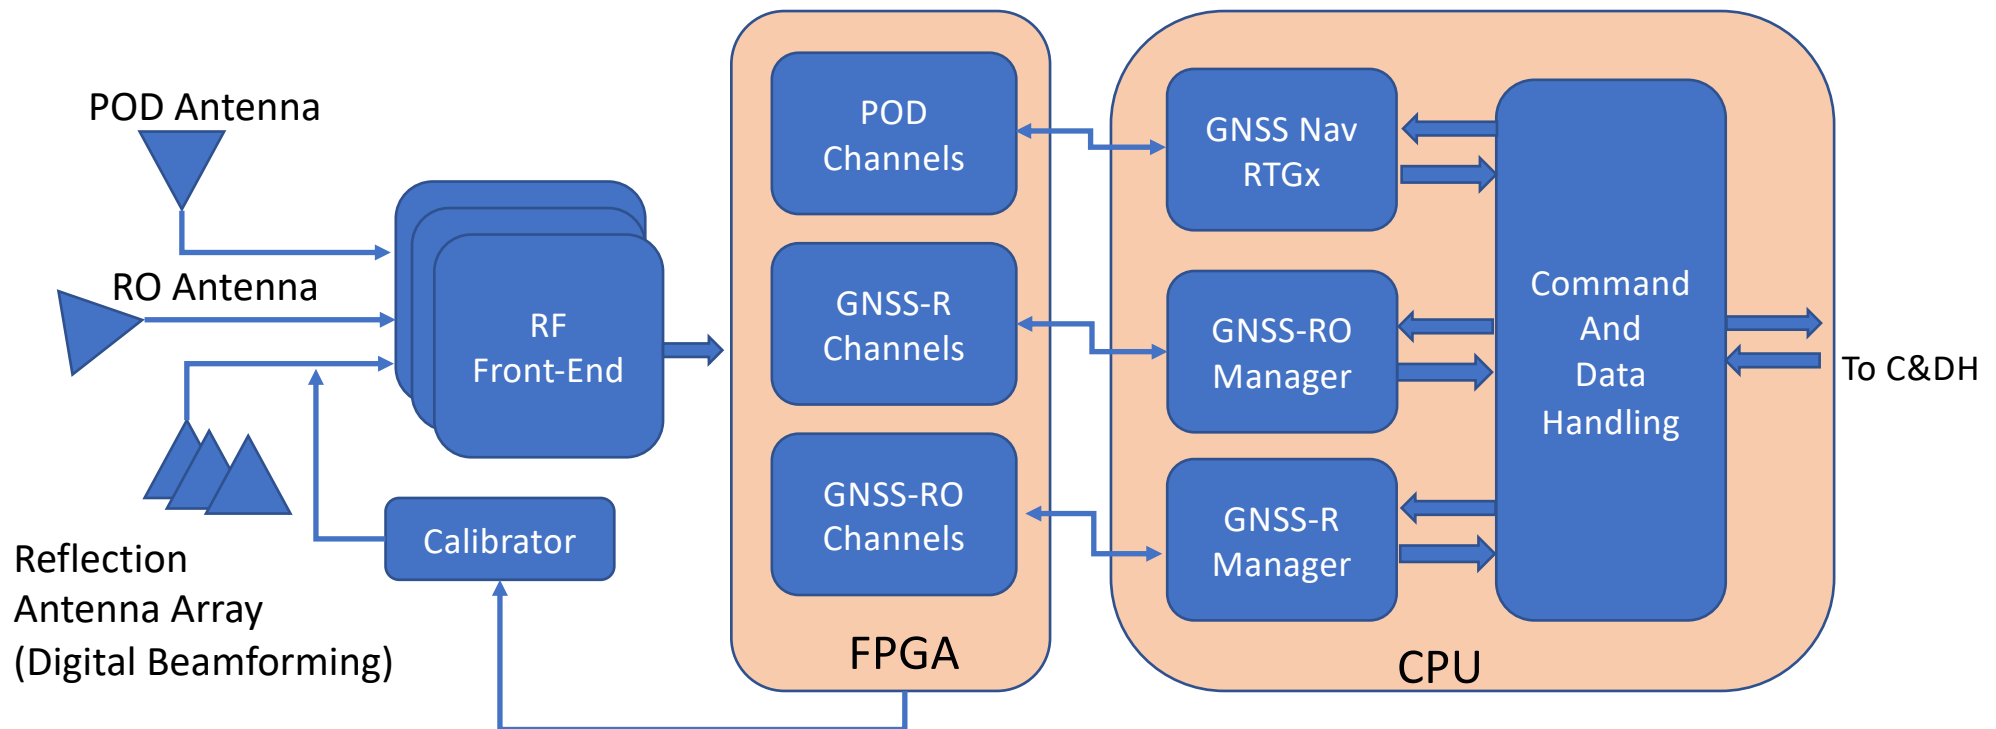 POD Antenna
RO Antenna
Reflection
Antenna Array
(Digital Beamforming)
RF
Front-End
Calibrator
POD
Channels
GNSS-R
Channels
GNSS-RO
Channels
FPGA
GNSS Nav
RTGx
GNSS-RO
Manager
GNSS-R
Manager
Command
And
Data
Handling
CPU
To C&DH